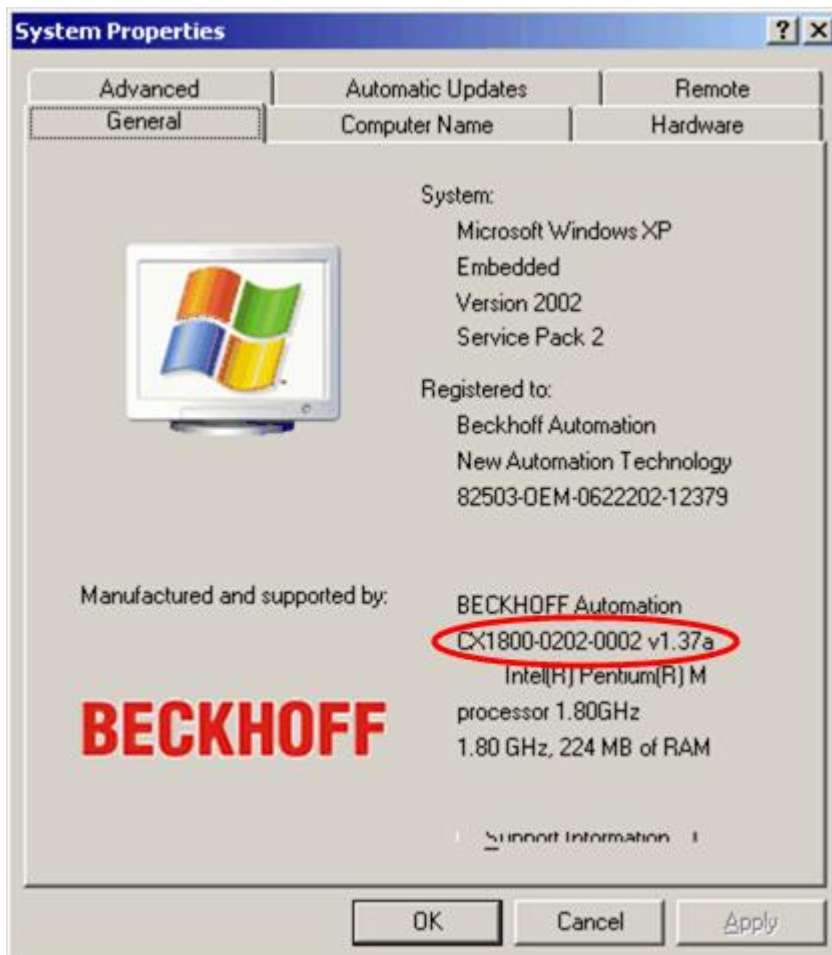 System Properties
Advanced Automatic Updates Remote
General Computer Name Hardware
System:
Microsoft Windows XP
Embedded
Version 2002
Service Pack 2
Registered to:
Beckhoff Automation
New Automation Technology
82503-OEM-0622202-12379
Manufactured and supported by:
BECKHOFF Automation
CX1800-0202-0002 v1.37a
Intel(R) Pentium(R) M
processor 1.80GHz
1.80 GHz, 224 MB of RAM
BECKHOFF
Support Information
OK Cancel Apply